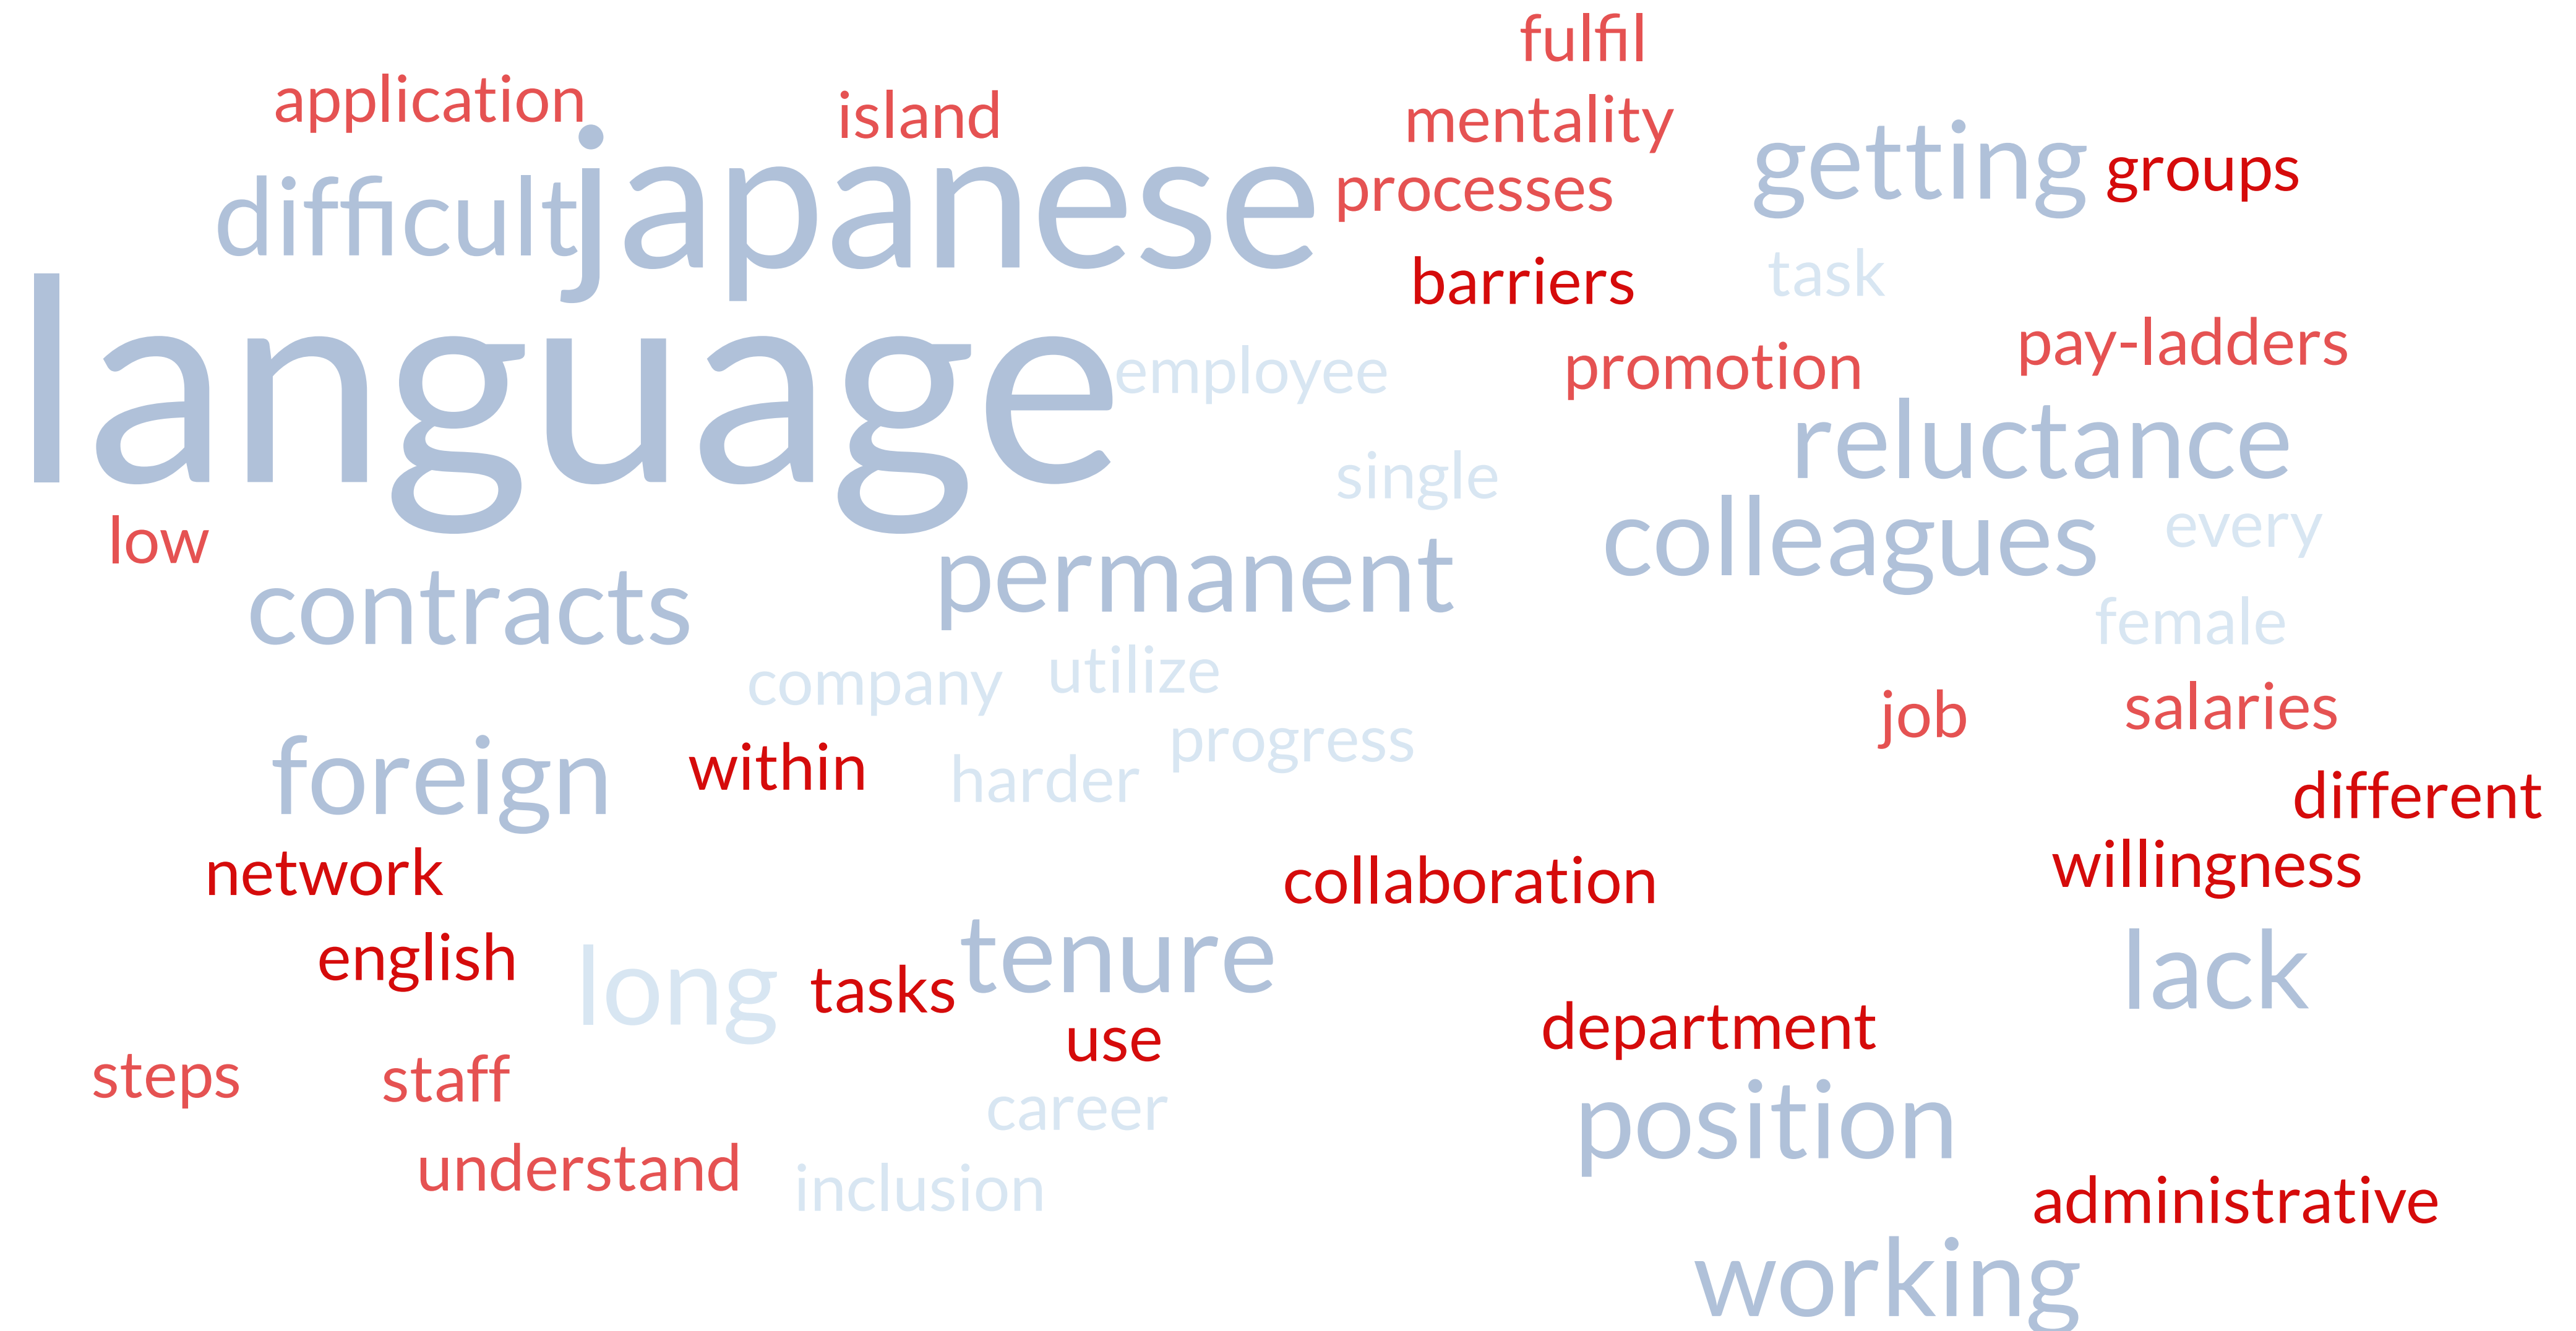 fulfil
application
island
mentality
difficult
japanese
processes
getting
groups
barriers
task
language
employee
promotion
pay-ladders
single
reluctance
low
permanent
colleagues
every
contracts
female
company
utilize
job
salaries
foreign
within
harder
progress
different
network
collaboration
willingness
english
long
tasks
tenure
lack
use
department
steps
staff
career
position
understand
inclusion
administrative
working